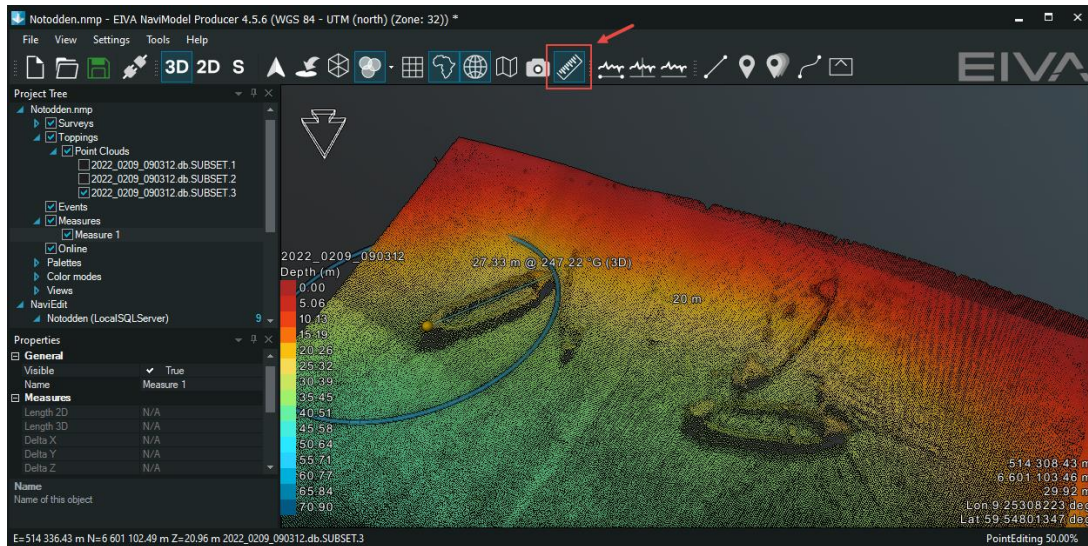 Notodden.nmp - EIVA NaviModel Producer 4.5.6 (WGS 84 - UTM (north) (Zone: 32)) *
File View Settings Tools Help
3D 2D S
EIVA
Project Tree
Notodden.nmp
Surveys
Toppings
Point Clouds
2022_0209_090312.db.SUBSET.1
2022_0209_090312.db.SUBSET.2
2022_0209_090312.db.SUBSET.3
Events
Measures
Measure 1
Online
Palettes
Color modes
Views
NaviEdit
Notodden (LocalSQLServer) 9
Properties
General
Visible True
Name Measure 1
Measures
Length 2D N/A
Length 3D N/A
Delta X N/A
Delta Y N/A
Delta Z N/A
Name
Name of this object
2022_0209_090312
Depth (m)
0.00
5.06
10.13
15.19
20.26
25.32
30.39
35.45
40.51
45.58
50.64
55.71
60.77
65.84
70.90
27.33 m @ 247.22 °G (3D)
20 m
514 308.43 m
6 601 103.46 m
29.92 m
Lon 9.25308223 deg
Lat 59.54801347 deg
E=514 336.43 m N=6 601 102.49 m Z=20.96 m 2022_0209_090312.db.SUBSET.3
PointEditing 50.00%